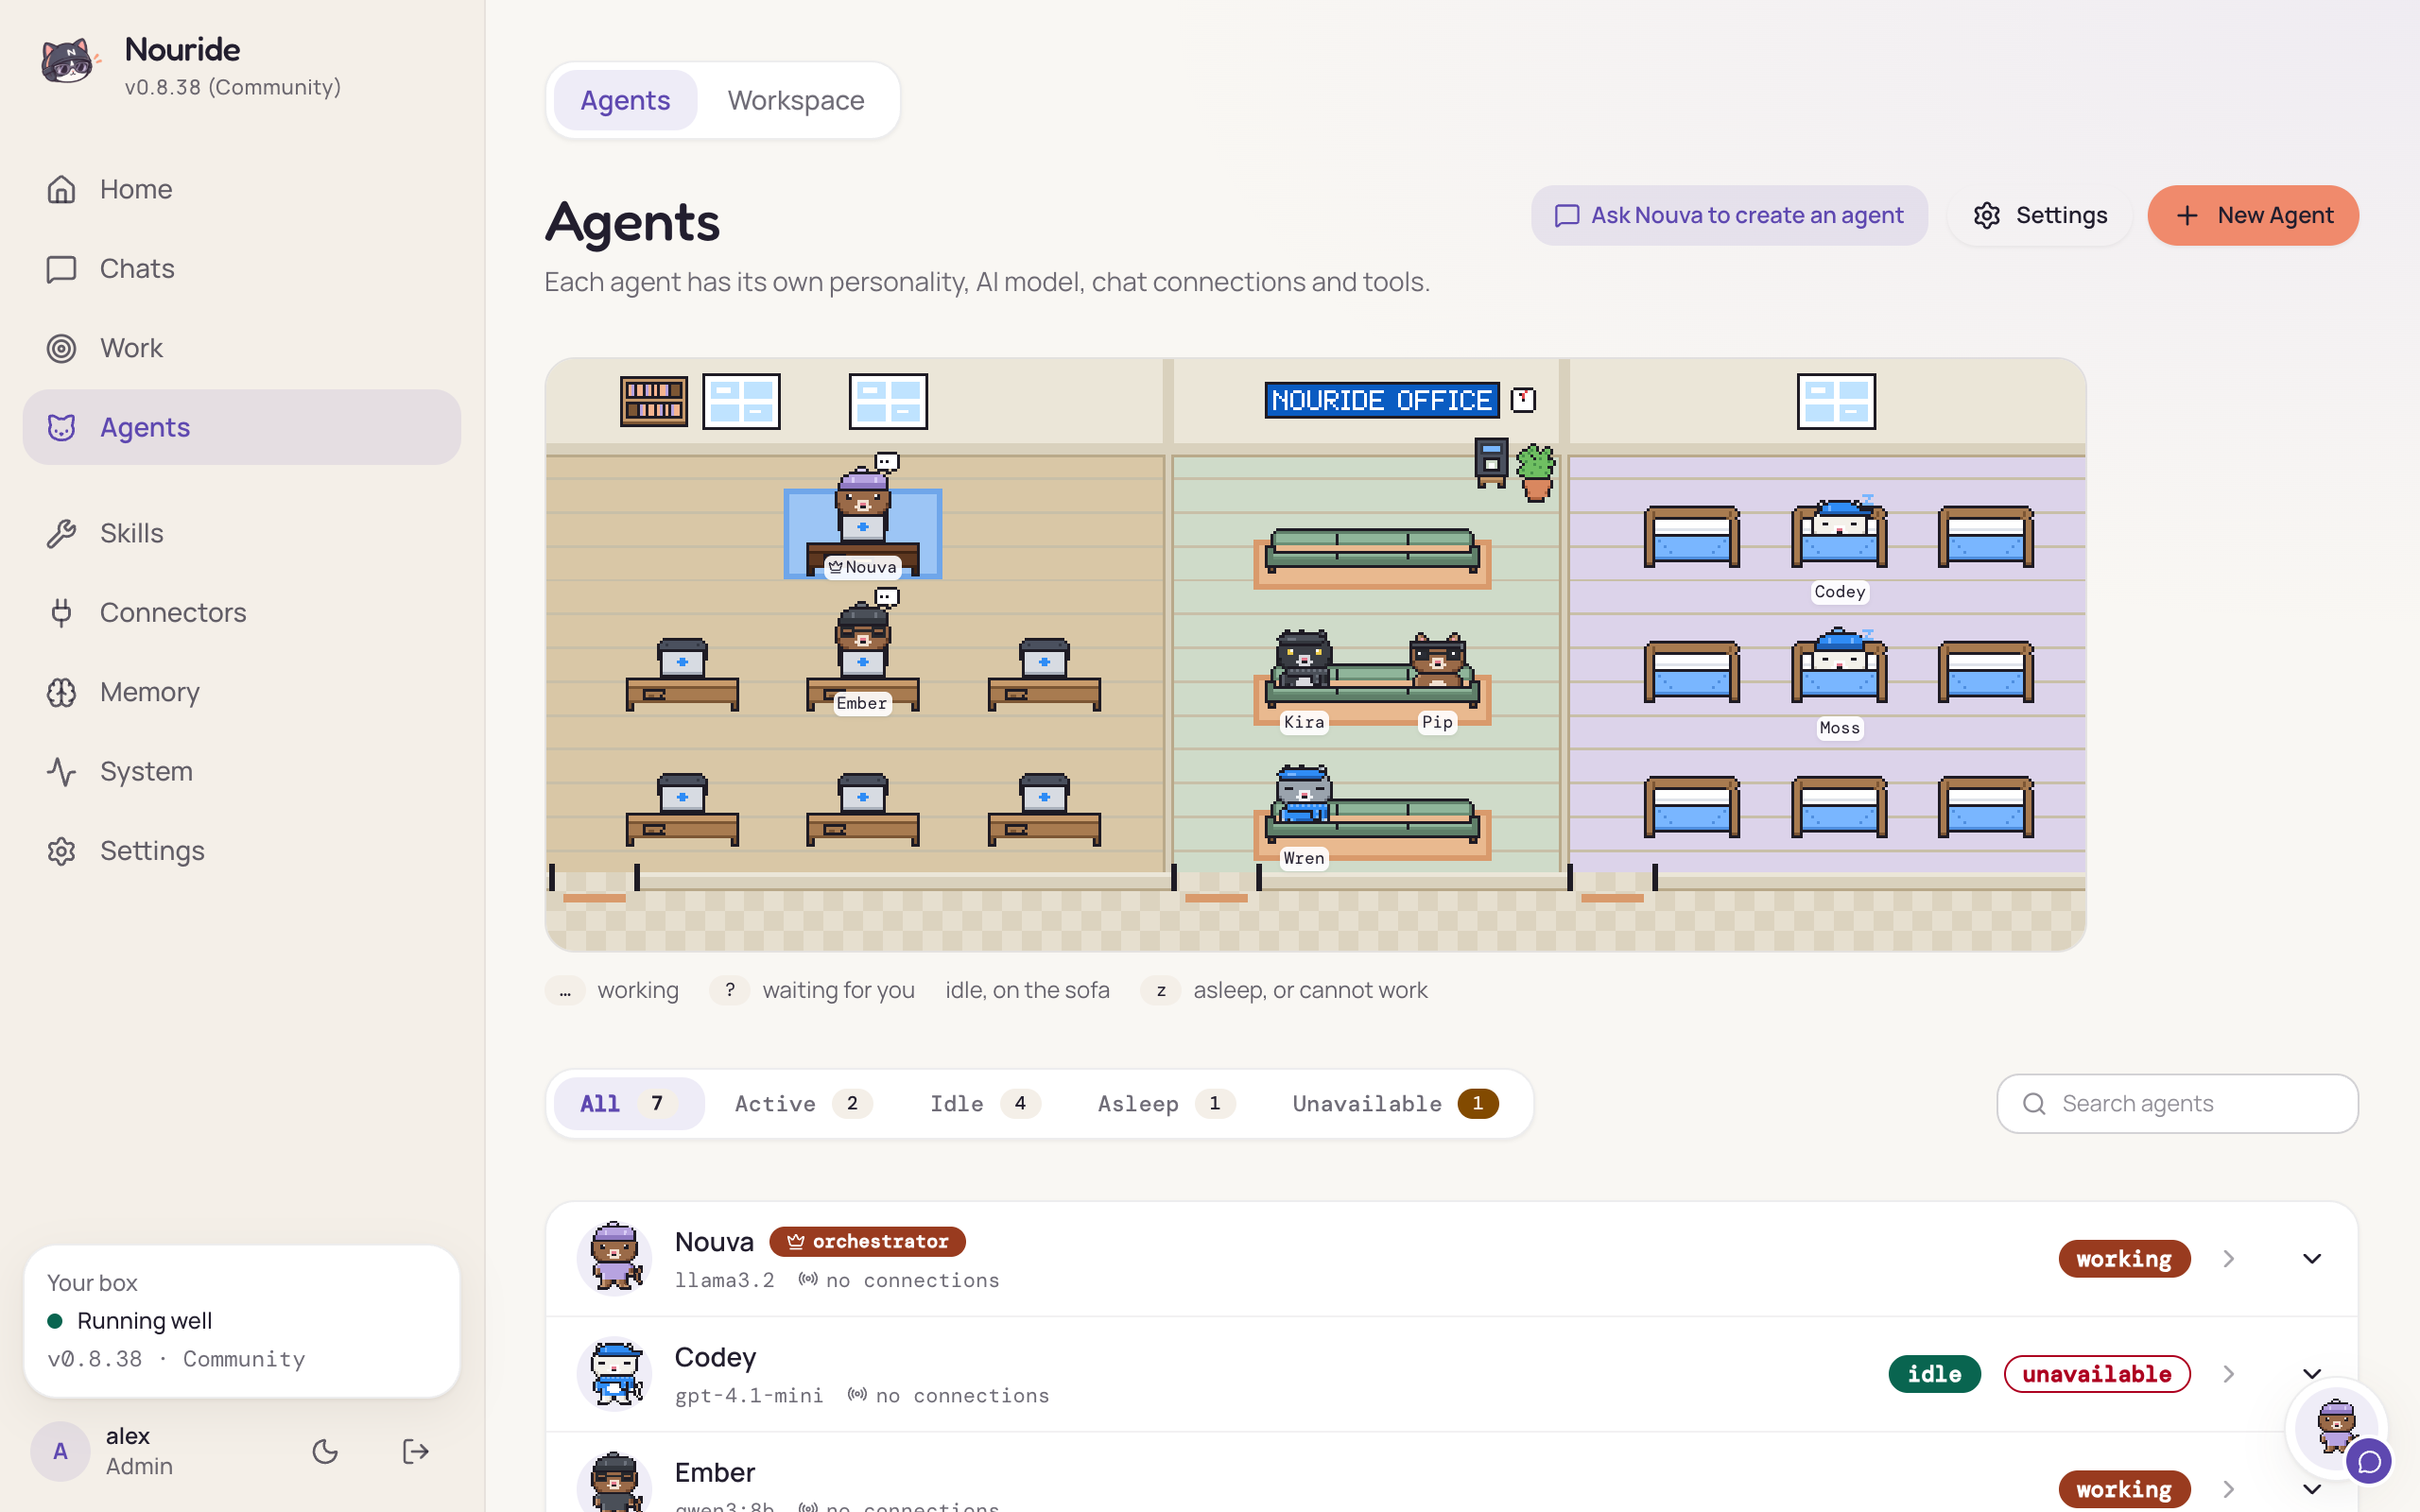 Nouride
v0.8.38 (Community)
Home
Chats
Work
Agents
Skills
Connectors
Memory
System
Settings
Your box
Running well
v0.8.38 · Community
A
alex
Admin
Agents
Workspace
Agents
Each agent has its own personality, AI model, chat connections and tools.
Ask Nouva to create an agent
Settings
New Agent
NOURIDE OFFICE
Nouva
Ember
Kira
Pip
Wren
Codey
Moss
… working
? waiting for you
idle, on the sofa
z asleep, or cannot work
All 7
Active 2
Idle 4
Asleep 1
Unavailable 1
Search agents
Nouva
orchestrator
llama3.2
no connections
working
Codey
gpt-4.1-mini
no connections
idle
unavailable
Ember
qwen3:8b
no connections
working